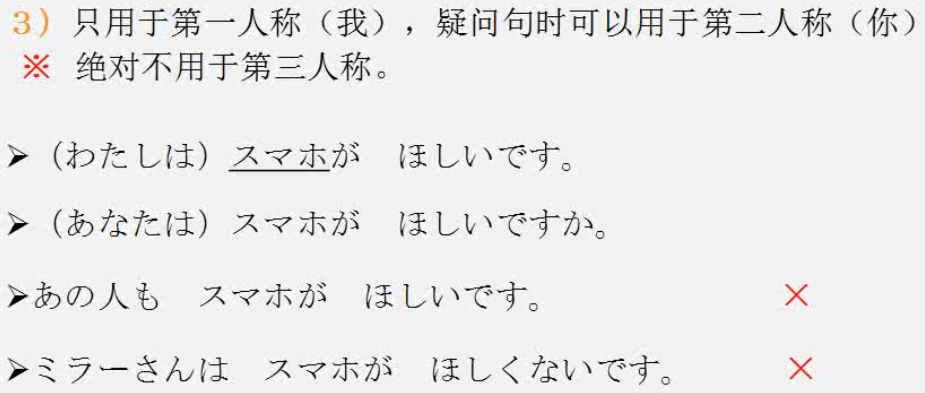 3）只用于第一人称（我），疑问句时可以用于第二人称（你）
※ 绝对不用于第三人称。
➢（わたしは）スマホが　ほしいです。
➢（あなたは）スマホが　ほしいですか。
➢あの人も　スマホが　ほしいです。　×
➢ミラーさんは　スマホが　ほしくないです。　×